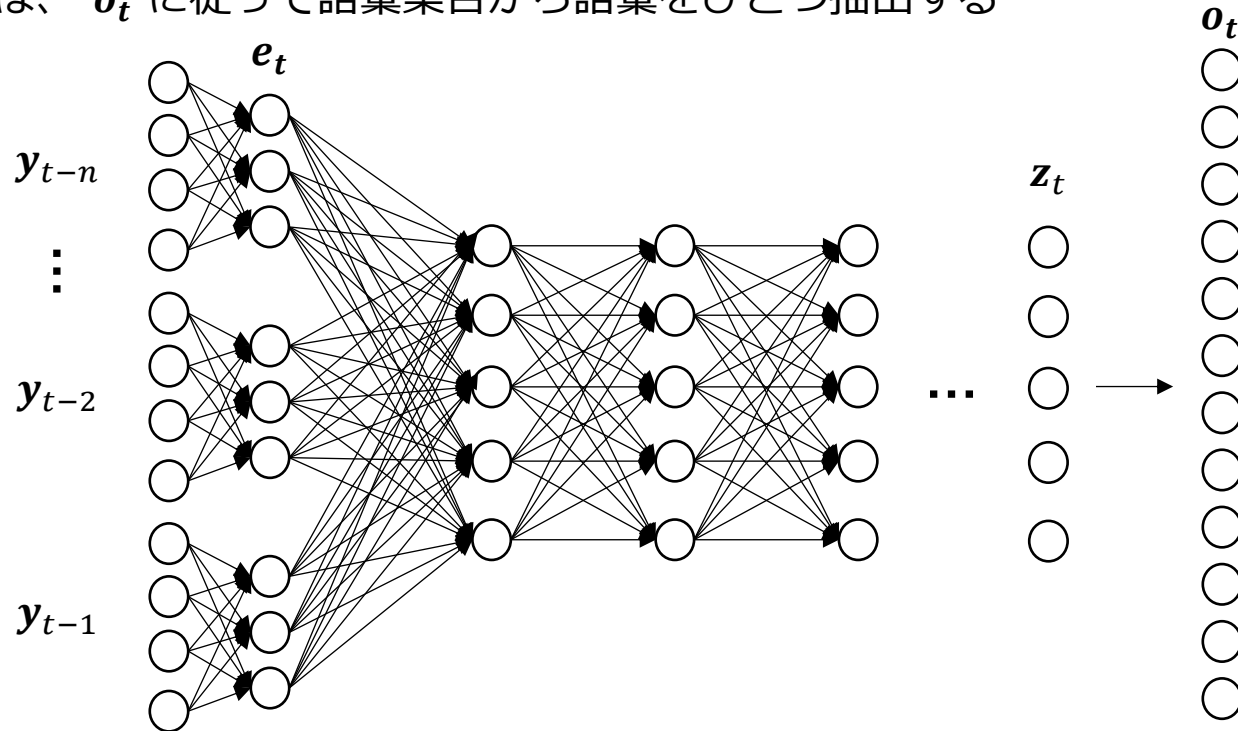 は、 o_t に従って語彙集合から語彙をひとつ抽出する
o_t
e_t
y_{t−n}
z_t
⋮
y_{t−2}
…
y_{t−1}